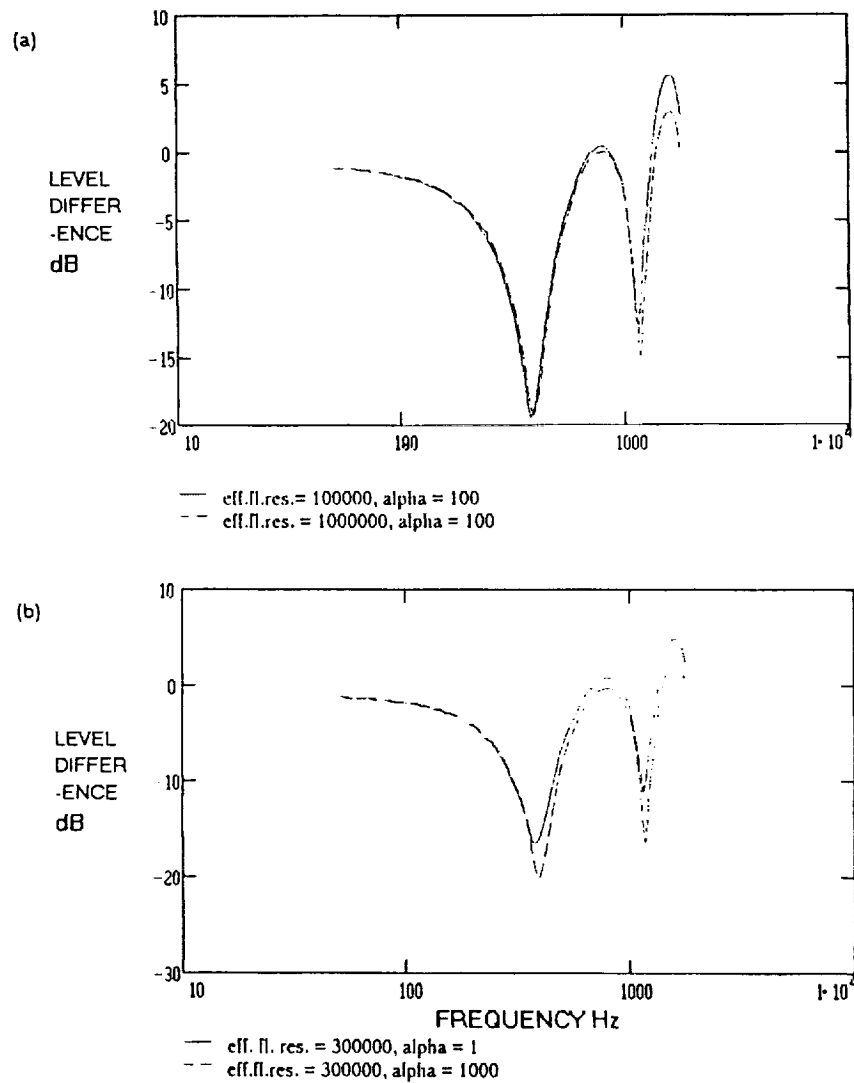 (a)
10
5
0
-5
-10
-15
-20
LEVEL
DIFFER
-ENCE
dB
10
190
1000
1·10^4
eff.fl.res.= 100000, alpha = 100
eff.fl.res. = 1000000, alpha = 100
(b)
10
0
-10
-20
-30
LEVEL
DIFFER
-ENCE
dB
10
100
1000
1·10^4
FREQUENCY Hz
eff. fl. res. = 300000, alpha = 1
eff.fl.res. = 300000, alpha = 1000